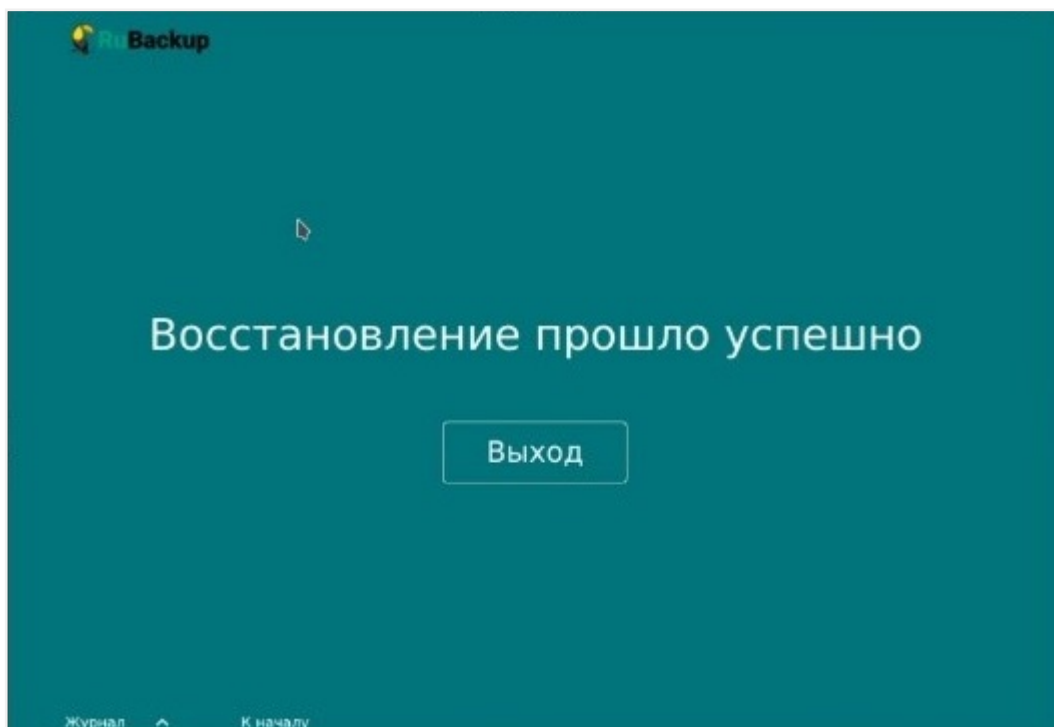 RuBackup
Восстановление прошло успешно
Выход
Журнал К началу